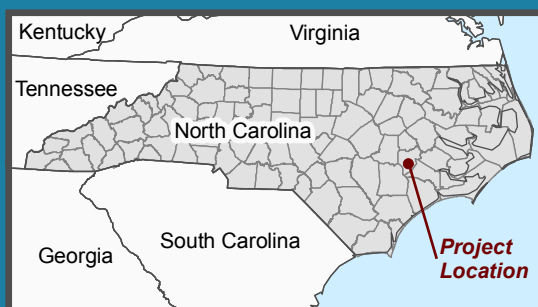 Kentucky
Virginia
Tennessee
North Carolina
South Carolina
Georgia
Project
Location